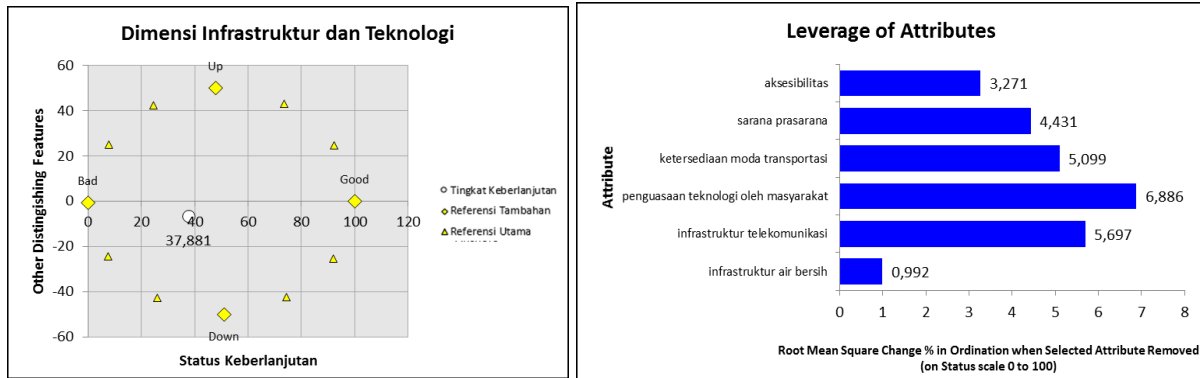 Dimensi Infrastruktur dan Teknologi
Other Distingishing Features
60
40
20
0
-20
-40
-60
Up
Bad
Good
Down
0
20
40
60
80
100
120
37,881
Status Keberlanjutan
Tingkat Keberlanjutan
Referensi Tambahan
Referensi Utama
Leverage of Attributes
Attribute
aksesibilitas
3,271
sarana prasarana
4,431
ketersediaan moda transportasi
5,099
penguasaan teknologi oleh masyarakat
6,886
infrastruktur telekomunikasi
5,697
infrastruktur air bersih
0,992
0
1
2
3
4
5
6
7
8
Root Mean Square Change % in Ordination when Selected Attribute Removed
(on Status scale 0 to 100)